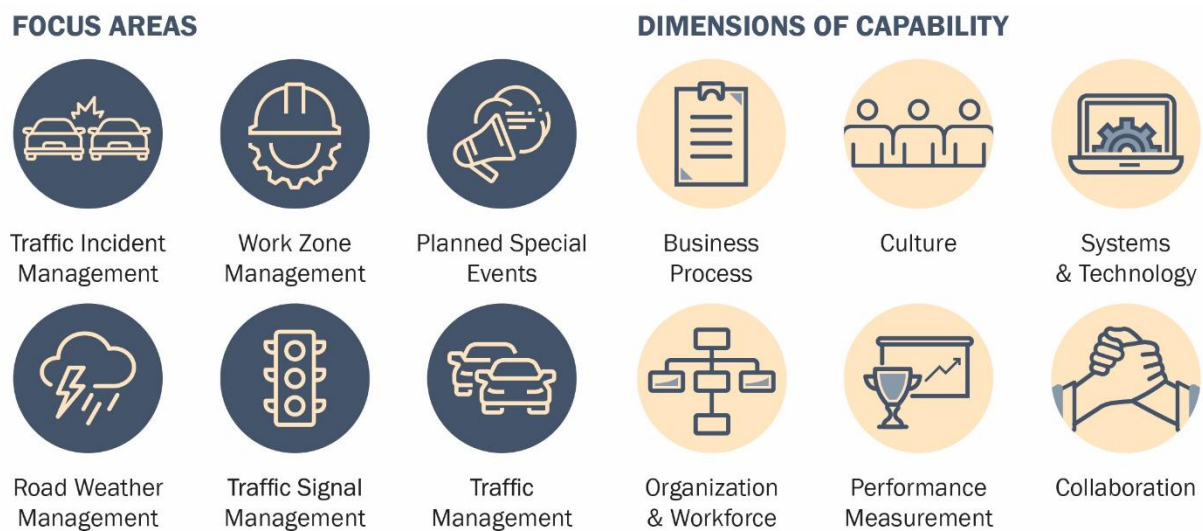 FOCUS AREAS
Traffic Incident
Management
Work Zone
Management
Planned Special
Events
Road Weather
Management
Traffic Signal
Management
Traffic
Management
DIMENSIONS OF CAPABILITY
Business
Process
Culture
Systems
& Technology
Organization
& Workforce
Performance
Measurement
Collaboration